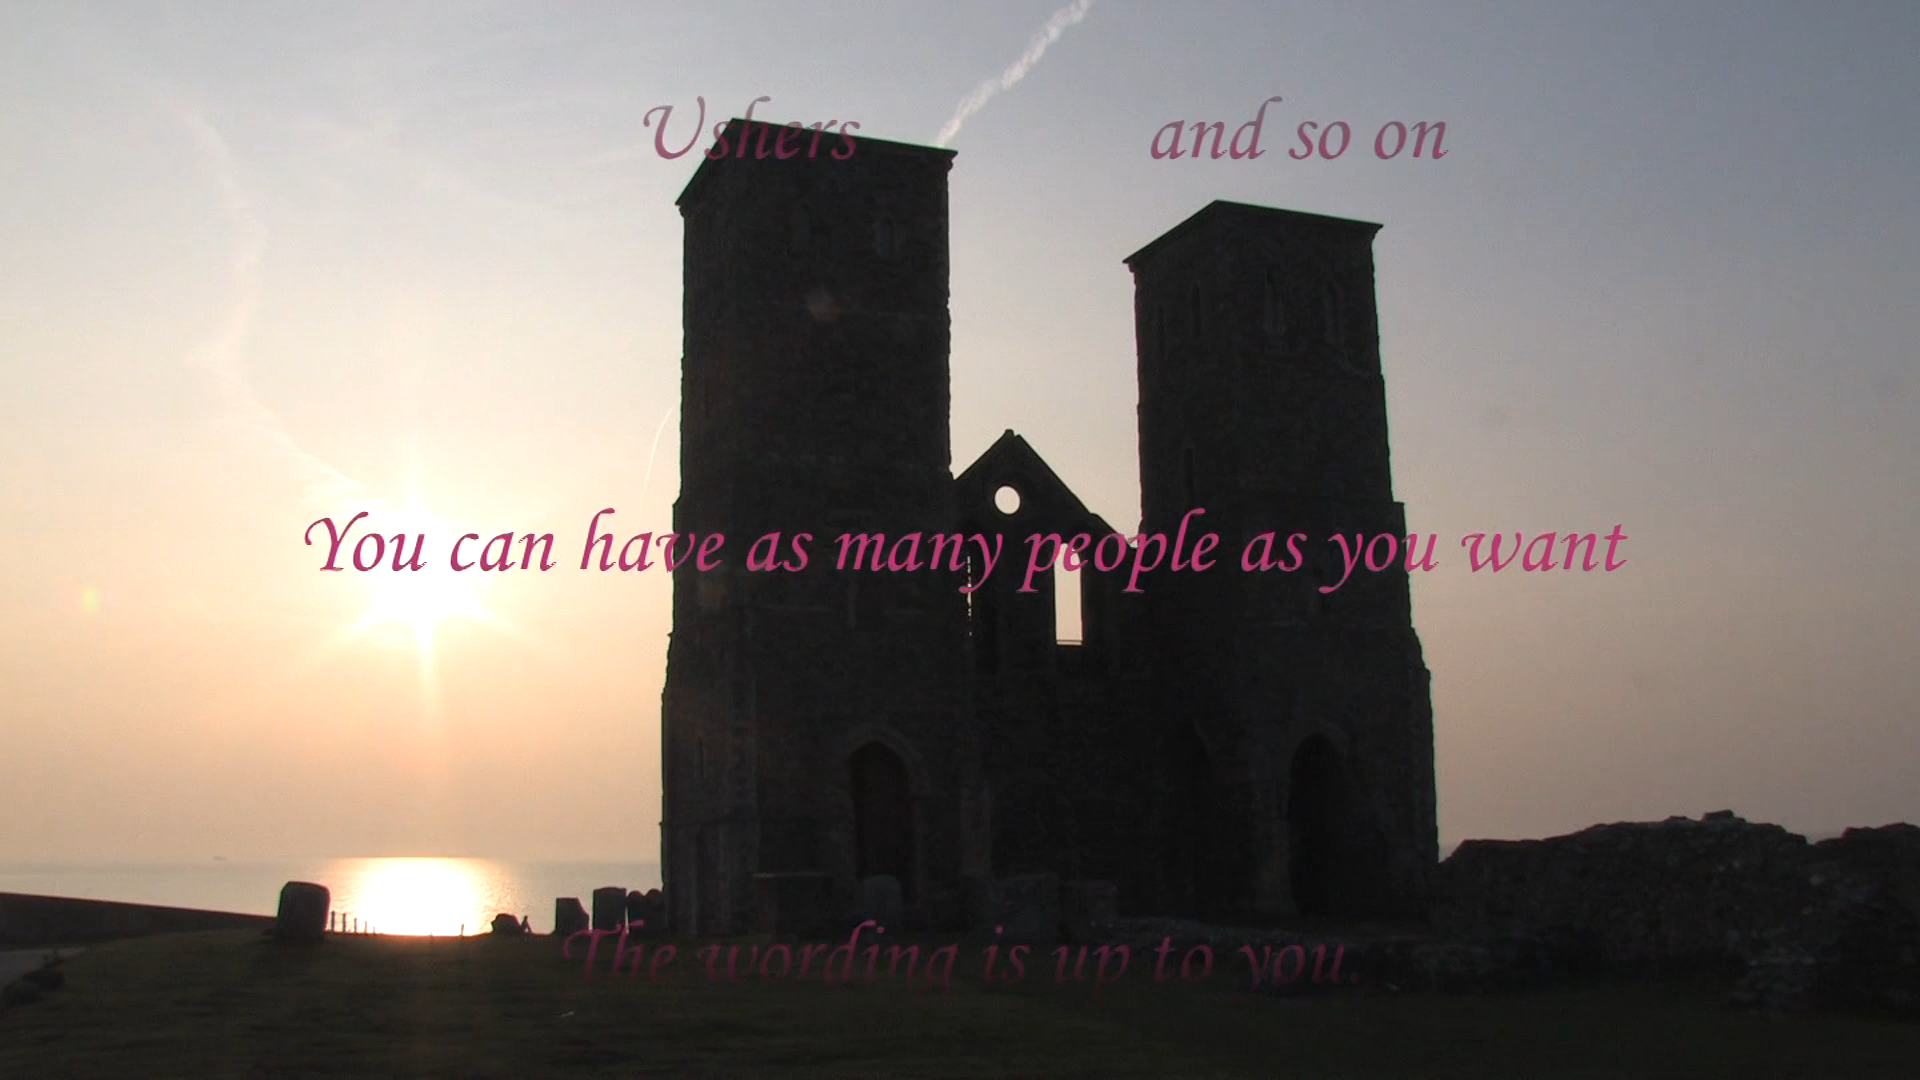 Ushers and so on
You can have as many people as you want
The wording is up to you.